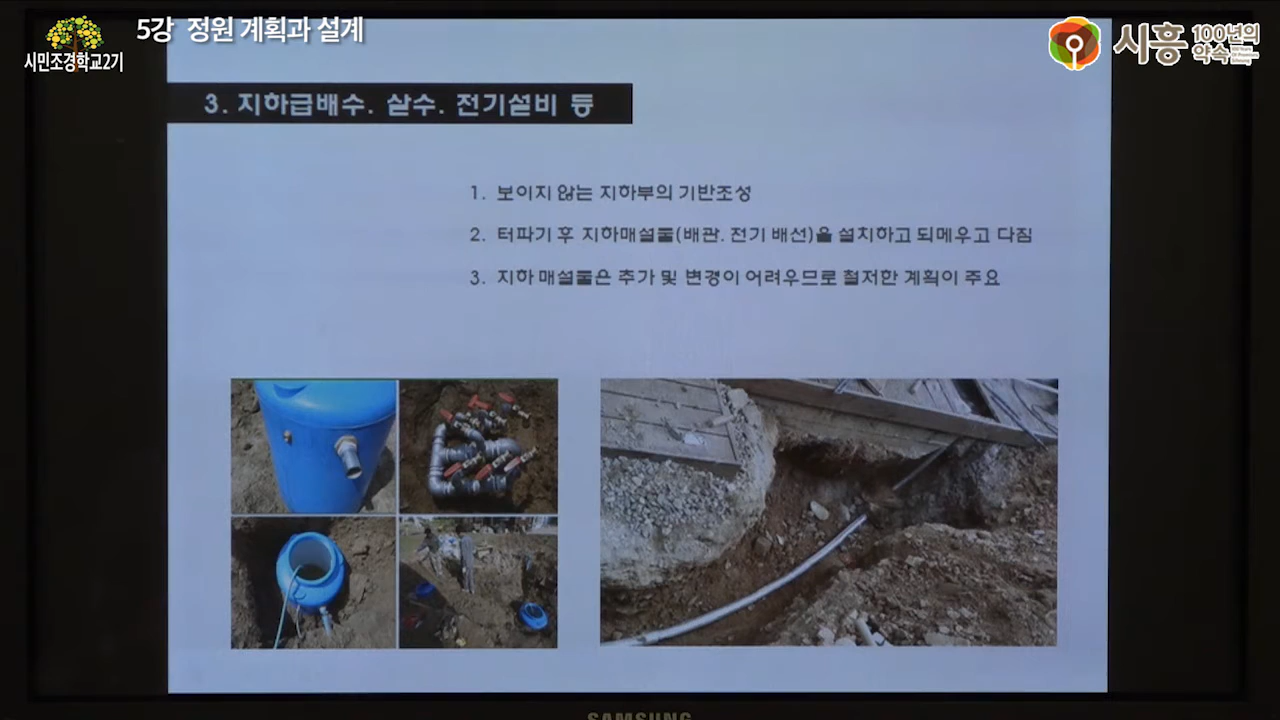 5강 정원 계획과 설계
시민조경학교2기
시흥 100년의 약속
3. 지하급배수. 살수. 전기설비 등
1. 보이지 않는 지하부의 기반조성
2. 터파기 후 지하매설물(배관. 전기 배선)을 설치하고 되메우고 다짐
3. 지하 매설물은 추가 및 변경이 어려우므로 철저한 계획이 주요
SAMSUNG